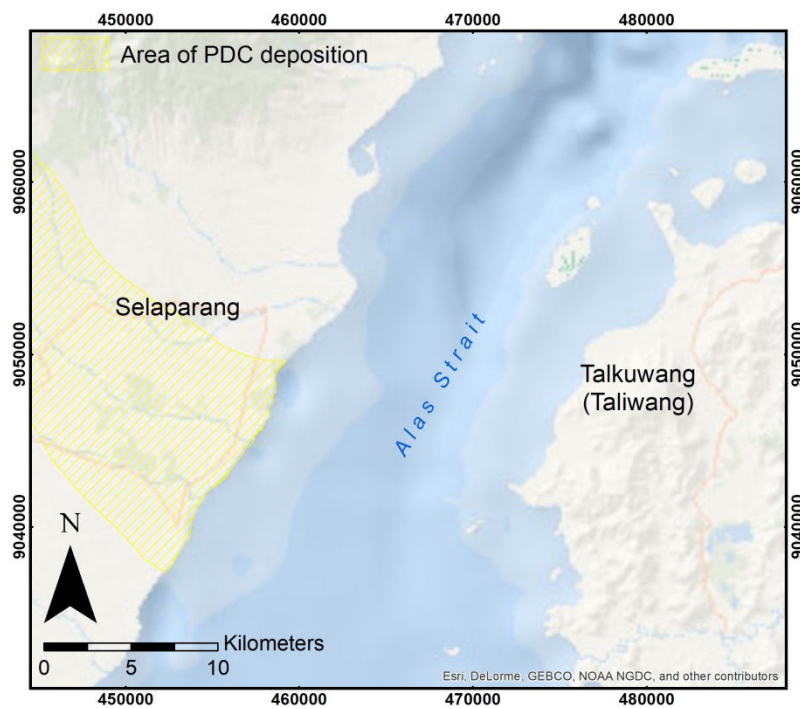 450000 460000 470000 480000
Area of PDC deposition
9060000 9060000
Selaparang
9050000 9050000
Alas Strait
Talkuwang
(Taliwang)
9040000 9040000
N
Kilometers
0 5 10
Esri, DeLorme, GEBCO, NOAA NGDC, and other contributors
450000 460000 470000 480000